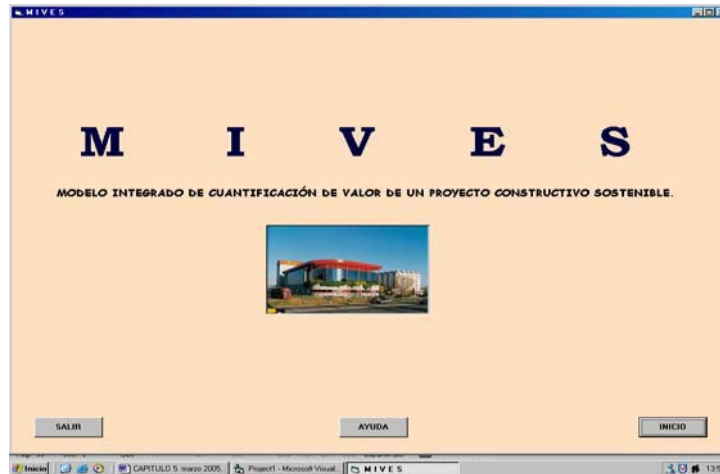 MIVES
M I V E S
MODELO INTEGRADO DE CUANTIFICACIÓN DE VALOR DE UN PROYECTO CONSTRUCTIVO SOSTENIBLE.
SALIR AYUDA INICIO
Inicio CAPITULO 5 marzo 2005... Project1 - Microsoft Visual... MIVES